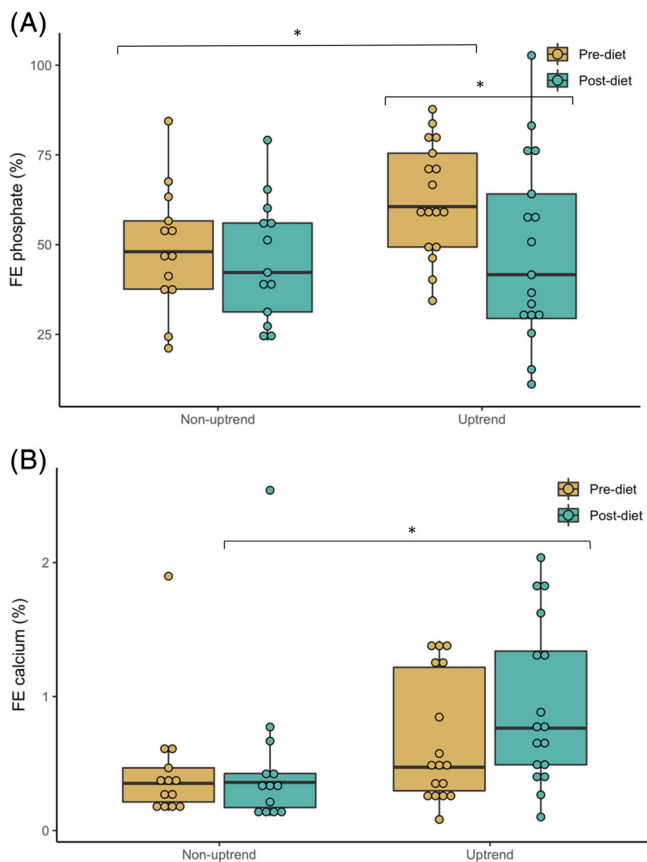 (A)
*
Pre-diet
Post-diet
*
100
75
50
25
FE phosphate (%)
Non-uptrend
Uptrend
(B)
Pre-diet
Post-diet
*
2
1
0
FE calcium (%)
Non-uptrend
Uptrend